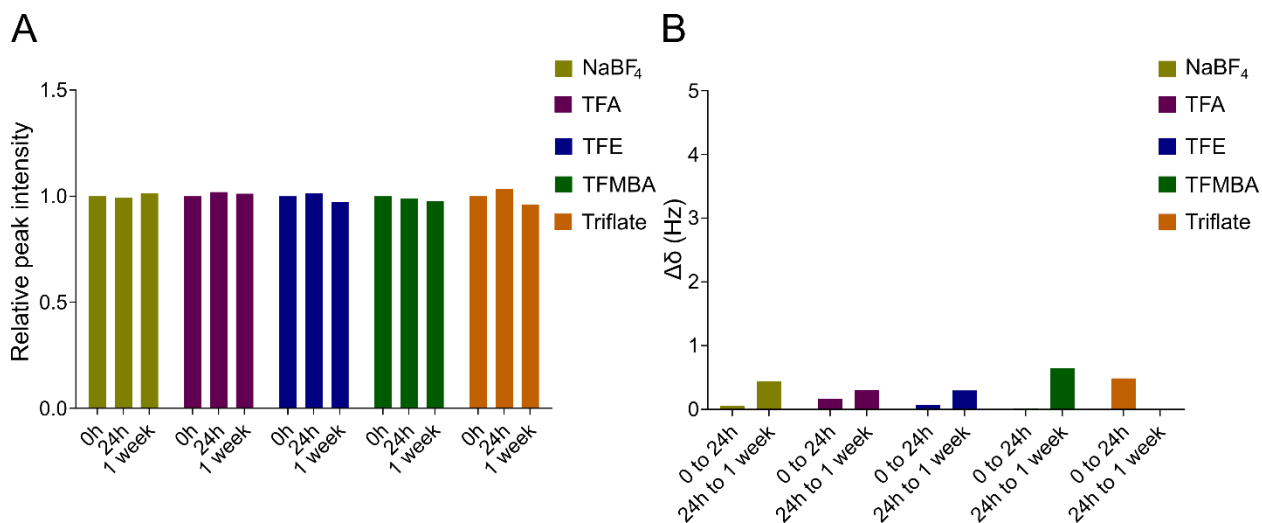 A
Relative peak intensity
1.5
1.0
0.5
0.0
0h
24h
1 week
0h
24h
1 week
0h
24h
1 week
0h
24h
1 week
0h
24h
1 week
NaBF₄
TFA
TFE
TFMBA
Triflate
B
Δδ (Hz)
5
4
3
2
1
0
0 to 24h
24h to 1 week
0 to 24h
24h to 1 week
0 to 24h
24h to 1 week
0 to 24h
24h to 1 week
0 to 24h
24h to 1 week
NaBF₄
TFA
TFE
TFMBA
Triflate